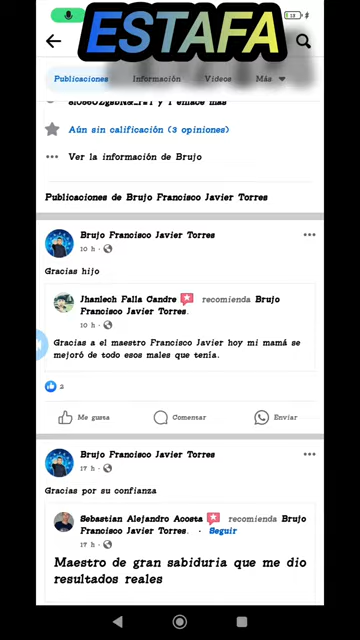 ESTAFA
Publicaciones Información Videos Más
y 1 enlace más
Aún sin calificación (3 opiniones)
Ver la información de Brujo
Publicaciones de Brujo Francisco Javier Torres
Brujo Francisco Javier Torres
10 h
Gracias hijo
Jhanlech Falla Candre recomienda Brujo
Francisco Javier Torres.
10 h
Gracias a el maestro Francisco Javier hoy mi mamá se
mejoró de todo esos males que tenía.
2
Me gusta Comentar Enviar
Brujo Francisco Javier Torres
17 h
Gracias por su confianza
Sebastian Alejandro Acosta recomienda Brujo
Francisco Javier Torres. · Seguir
17 h
Maestro de gran sabiduria que me dio
resultados reales